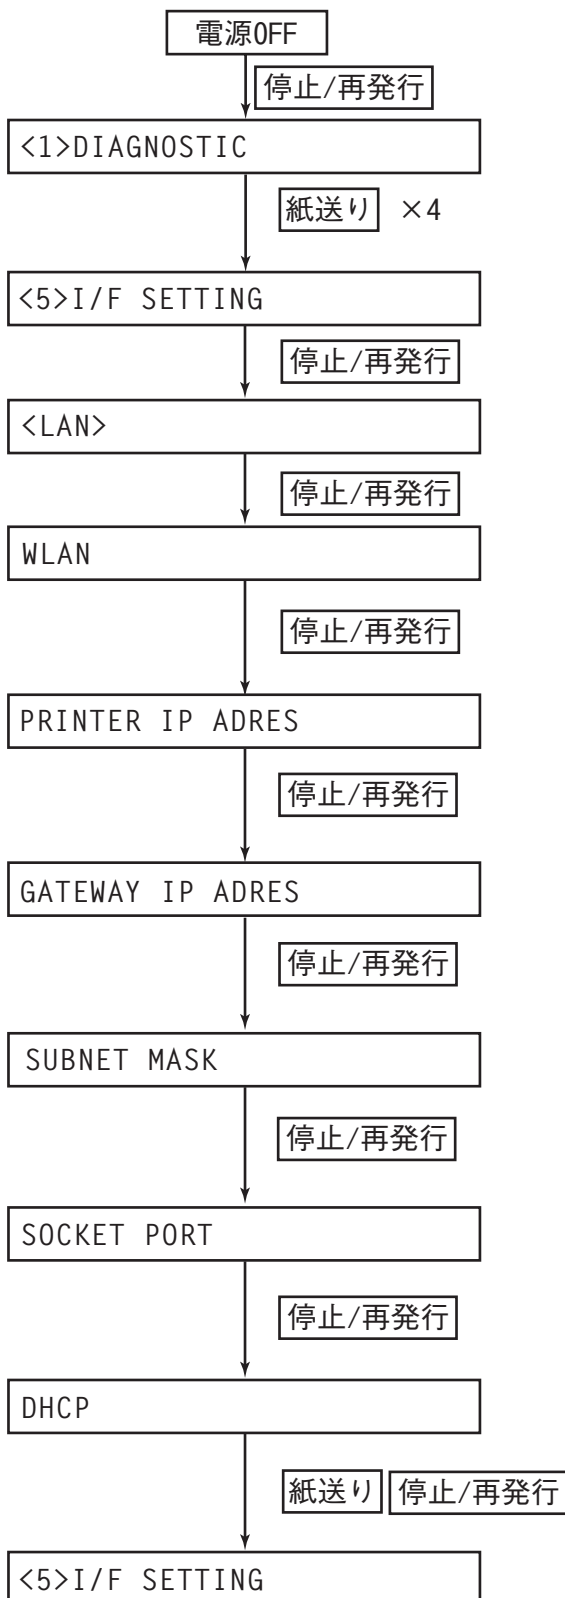 電源OFF
停止/再発行
<1>DIAGNOSTIC
紙送り ×4
<5>I/F SETTING
停止/再発行
<LAN>
停止/再発行
WLAN
停止/再発行
PRINTER IP ADRES
停止/再発行
GATEWAY IP ADRES
停止/再発行
SUBNET MASK
停止/再発行
SOCKET PORT
停止/再発行
DHCP
紙送り 停止/再発行
<5>I/F SETTING